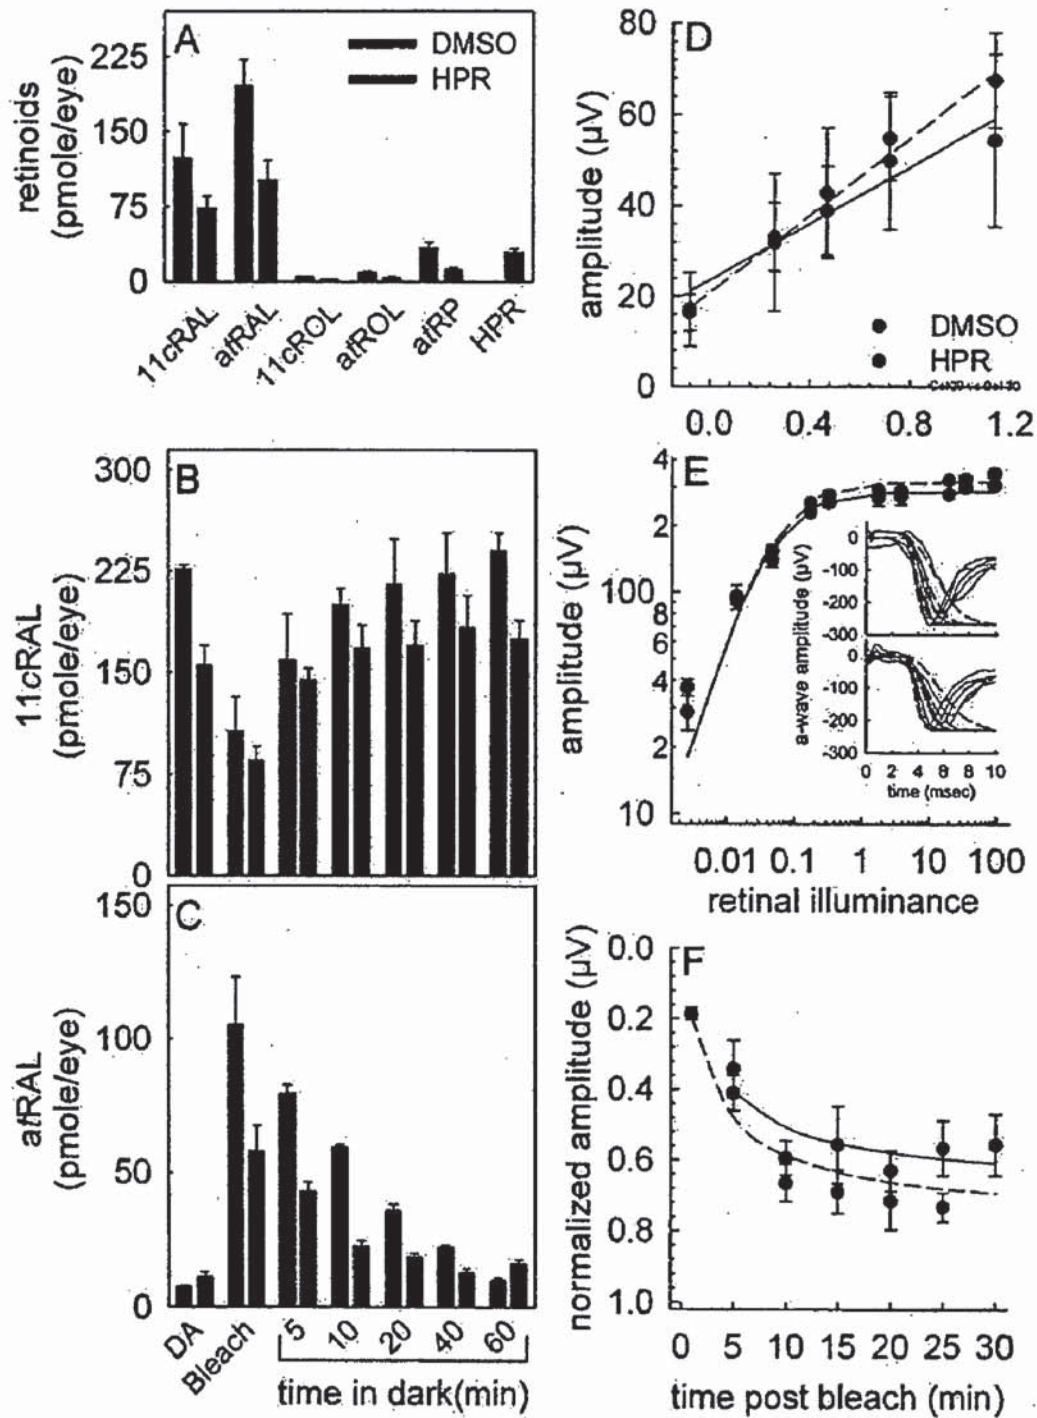 A
DMSO
HPR
225
150
75
0
retinoids
(pmole/eye)
11cRAL
atRAL
11cROL
atROL
atRP
HPR
B
300
225
150
75
0
11cRAL
(pmole/eye)
C
150
100
50
0
atRAL
(pmole/eye)
DA
Bleach
5
10
20
40
60
time in dark(min)
D
80
60
40
20
0
amplitude (µV)
DMSO
HPR
0.0 0.4 0.8 1.2
E
4
2
100
8
6
4
2
10
amplitude (µV)
0
-100
-200
-300
0
-100
-200
-300
a-wave amplitude (µV)
0 2 4 6 8 10
time (msec)
0.01 0.1 1 10 100
retinal illuminance
F
0.0
0.2
0.4
0.6
0.8
1.0
normalized amplitude (µV)
0 5 10 15 20 25 30
time post bleach (min)